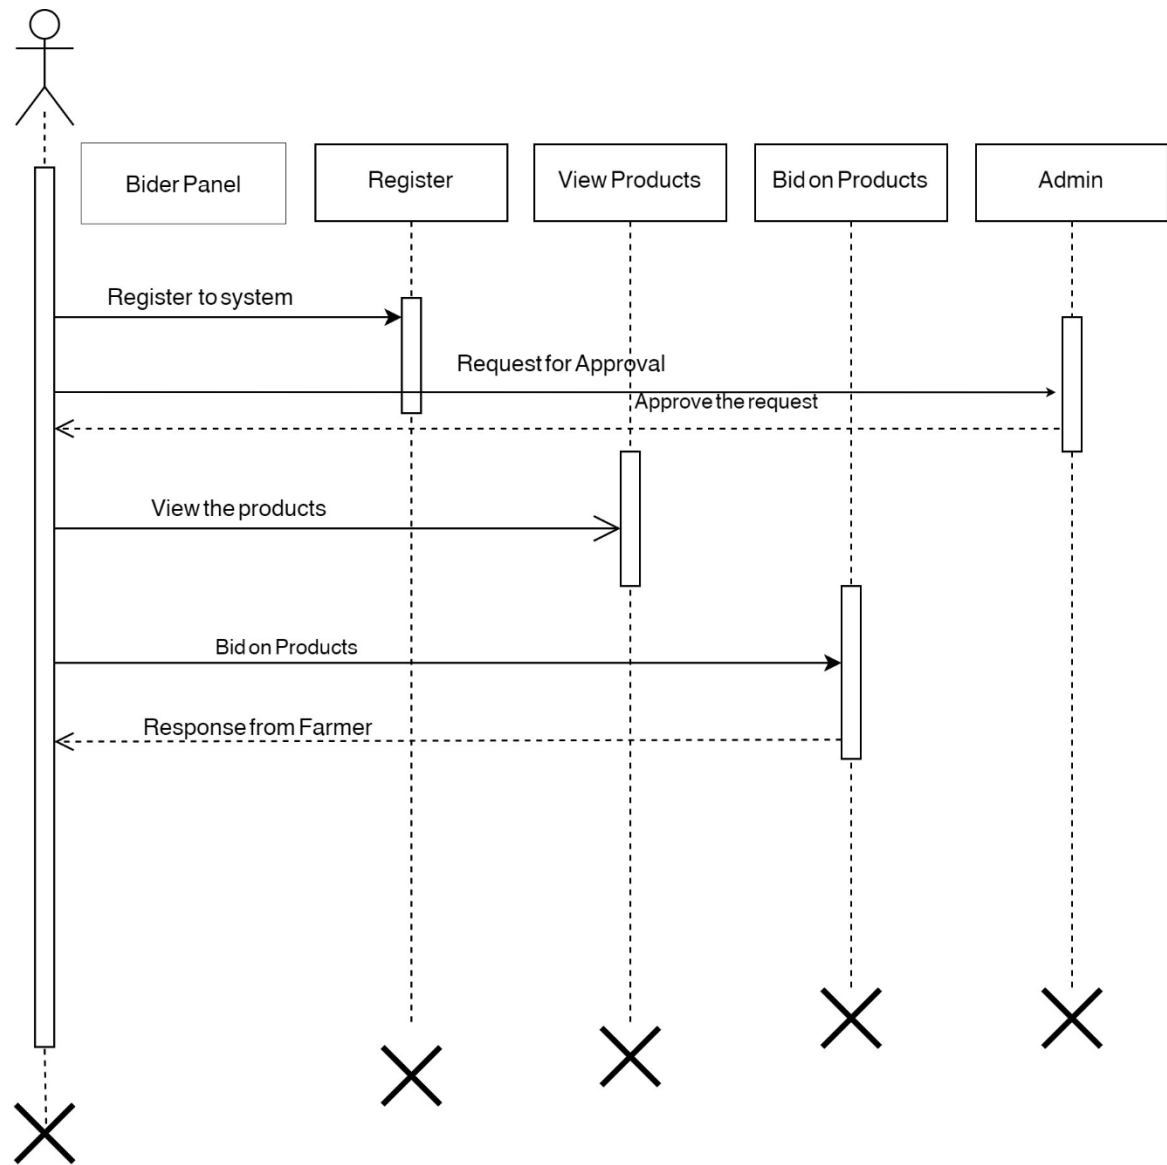 Bider Panel
Register
View Products
Bid on Products
Admin
Register to system
Request for Approval
Approve the request
View the products
Bid on Products
Response from Farmer